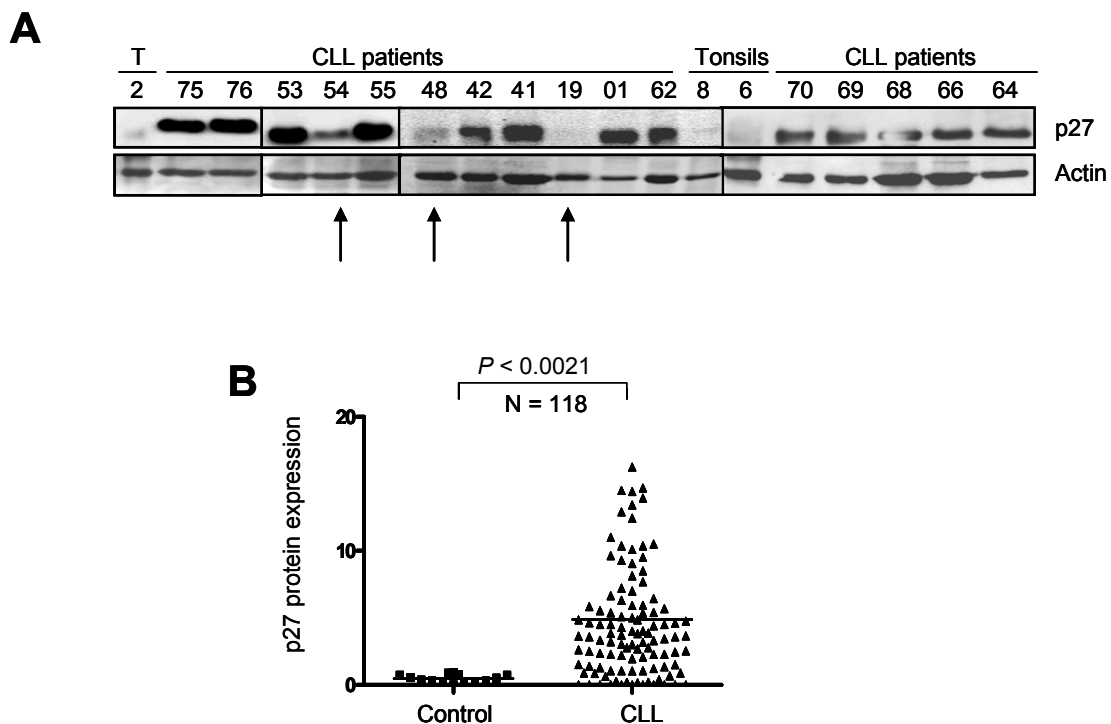 A
T CLL patients Tonsils CLL patients
2 75 76 53 54 55 48 42 41 19 01 62 8 6 70 69 68 66 64
p27
Actin
B
P < 0.0021
N = 118
p27 protein expression
20
10
0
Control CLL